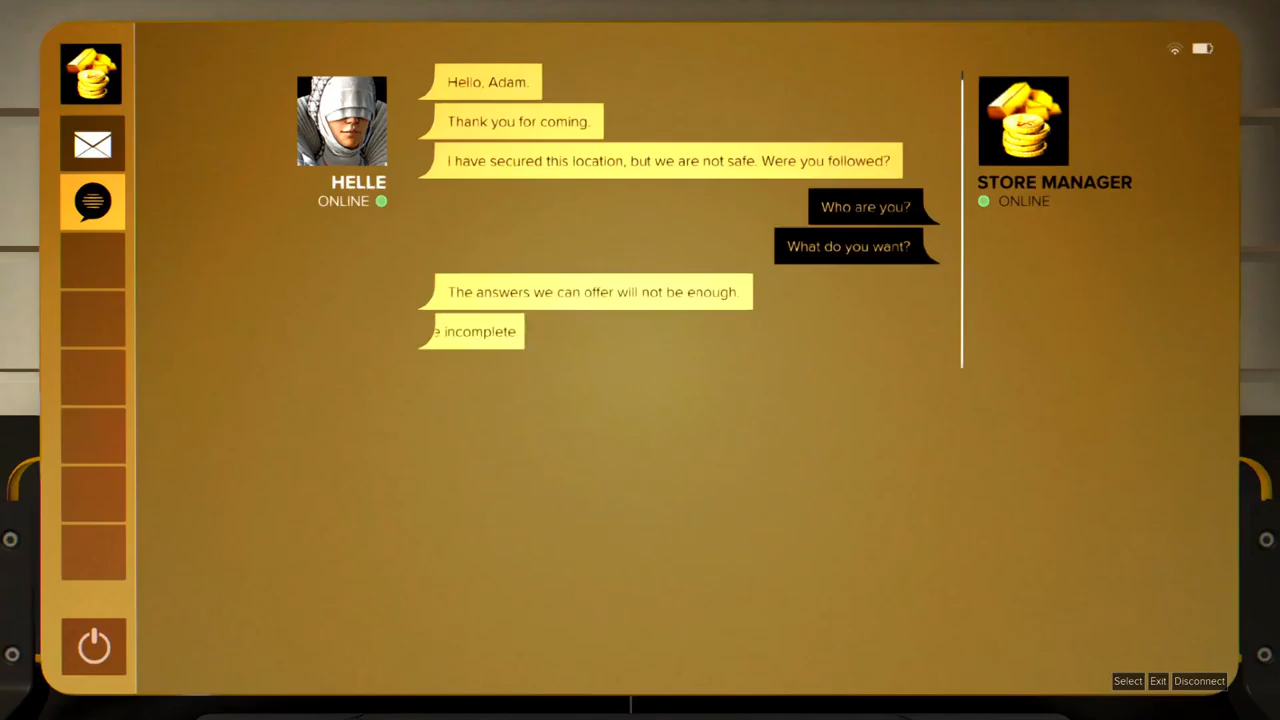 Hello, Adam.
Thank you for coming.
I have secured this location, but we are not safe. Were you followed?
HELLE
ONLINE
STORE MANAGER
ONLINE
Who are you?
What do you want?
The answers we can offer will not be enough.
e incomplete
Select Exit Disconnect